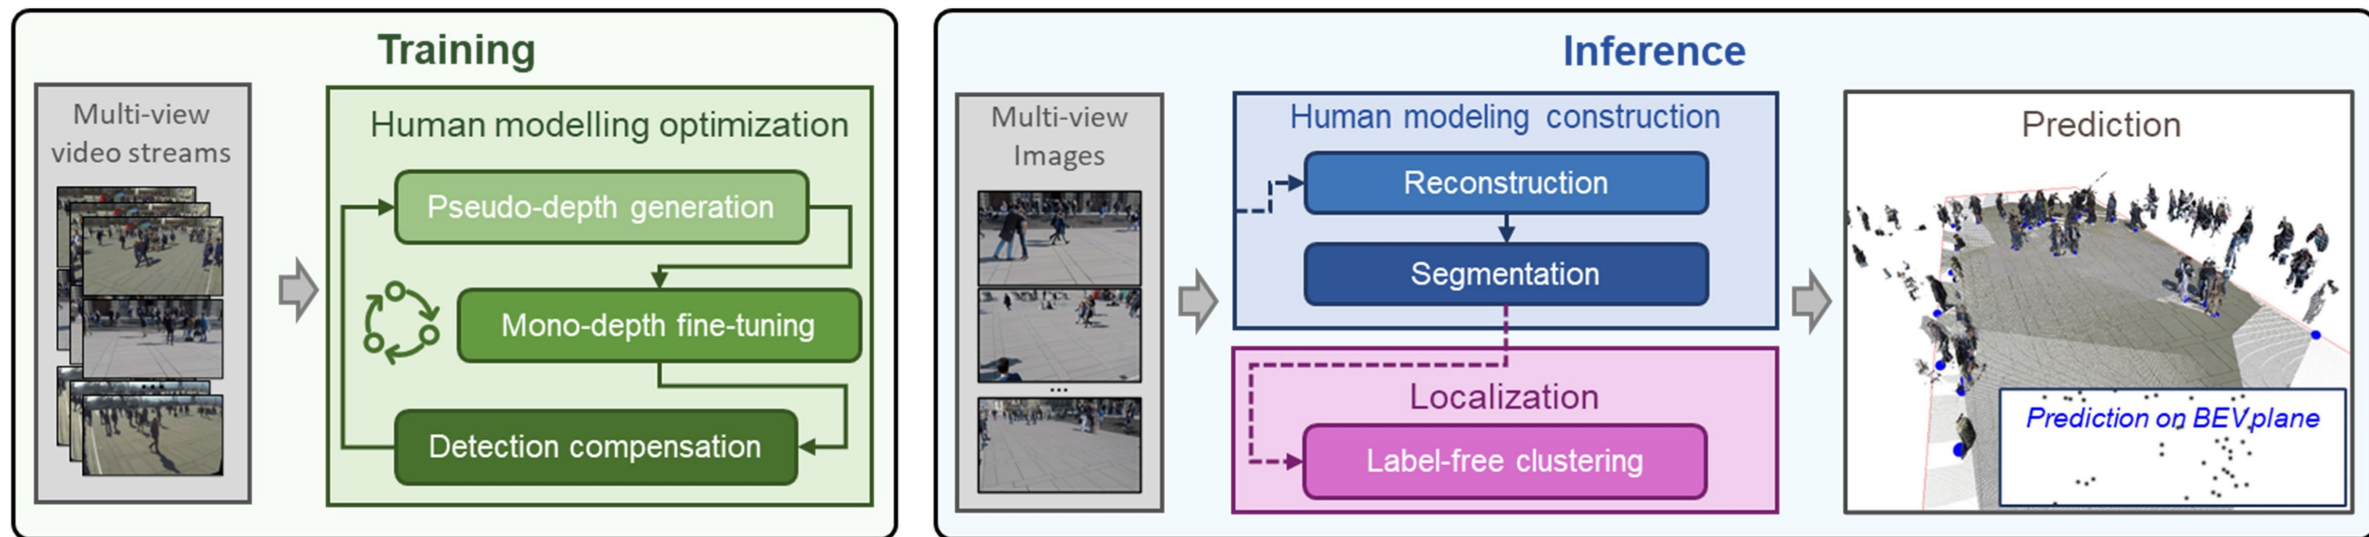 Training
Multi-view
video streams
Human modelling optimization
Pseudo-depth generation
Mono-depth fine-tuning
Detection compensation
Inference
Multi-view
Images
...
Human modeling construction
Reconstruction
Segmentation
Localization
Label-free clustering
Prediction
Prediction on BEV plane